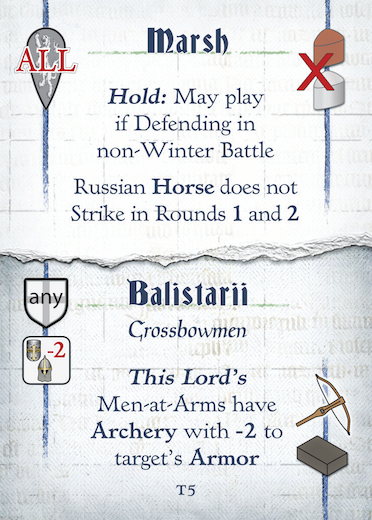 Marsh
ALL
Hold: May play
if Defending in
non-Winter Battle
Russian Horse does not
Strike in Rounds 1 and 2
any
Balistarii
-2
Crossbowmen
This Lord's
Men-at-Arms have
Archery with -2 to
target's Armor
T5